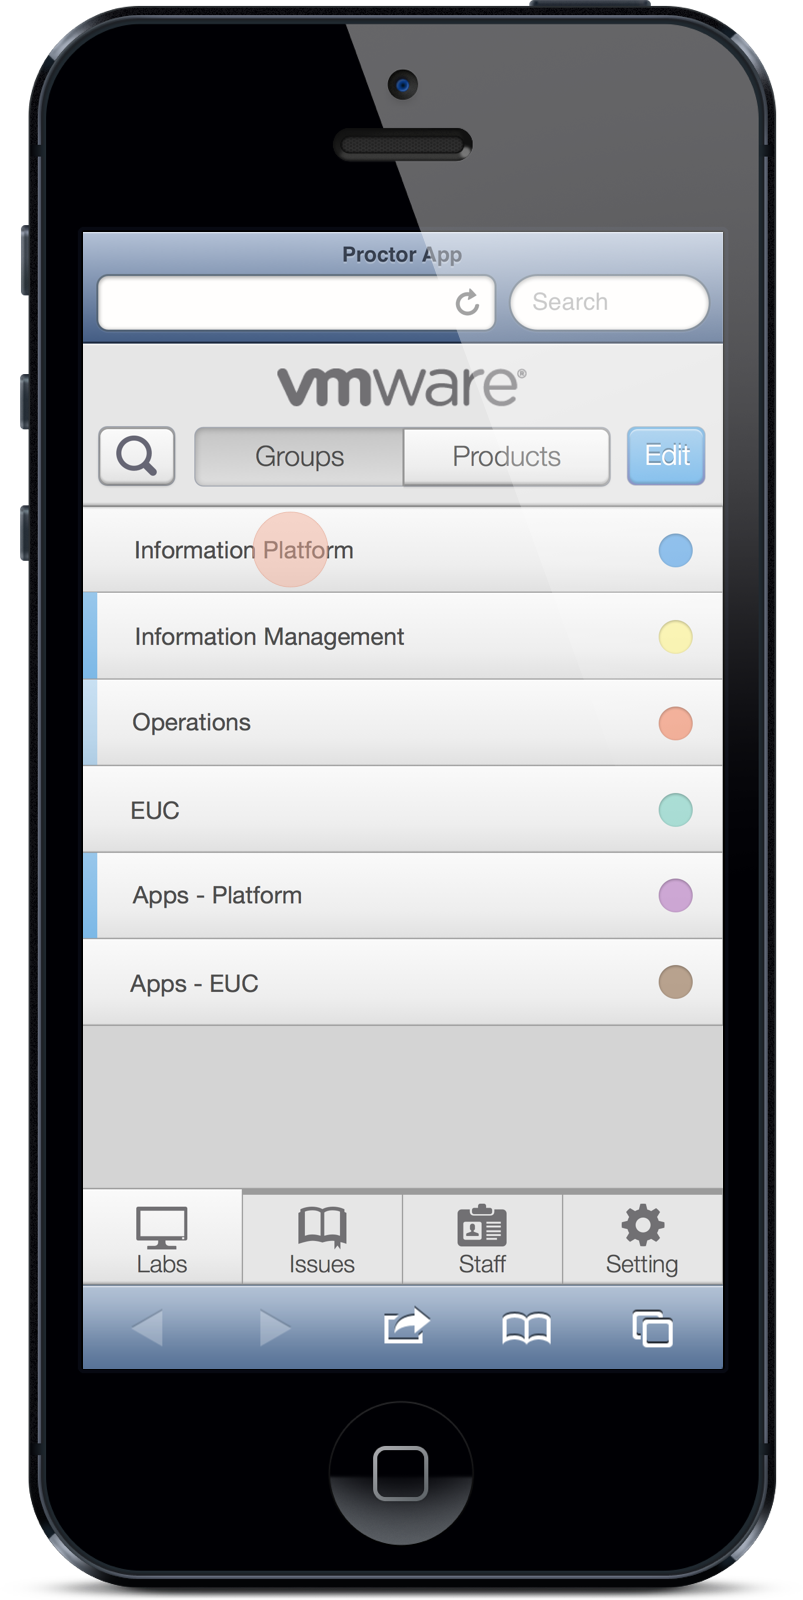 Proctor App
Search
vmware®
Groups
Products
Edit
Information Platform
Information Management
Operations
EUC
Apps - Platform
Apps - EUC
Labs
Issues
Staff
Setting